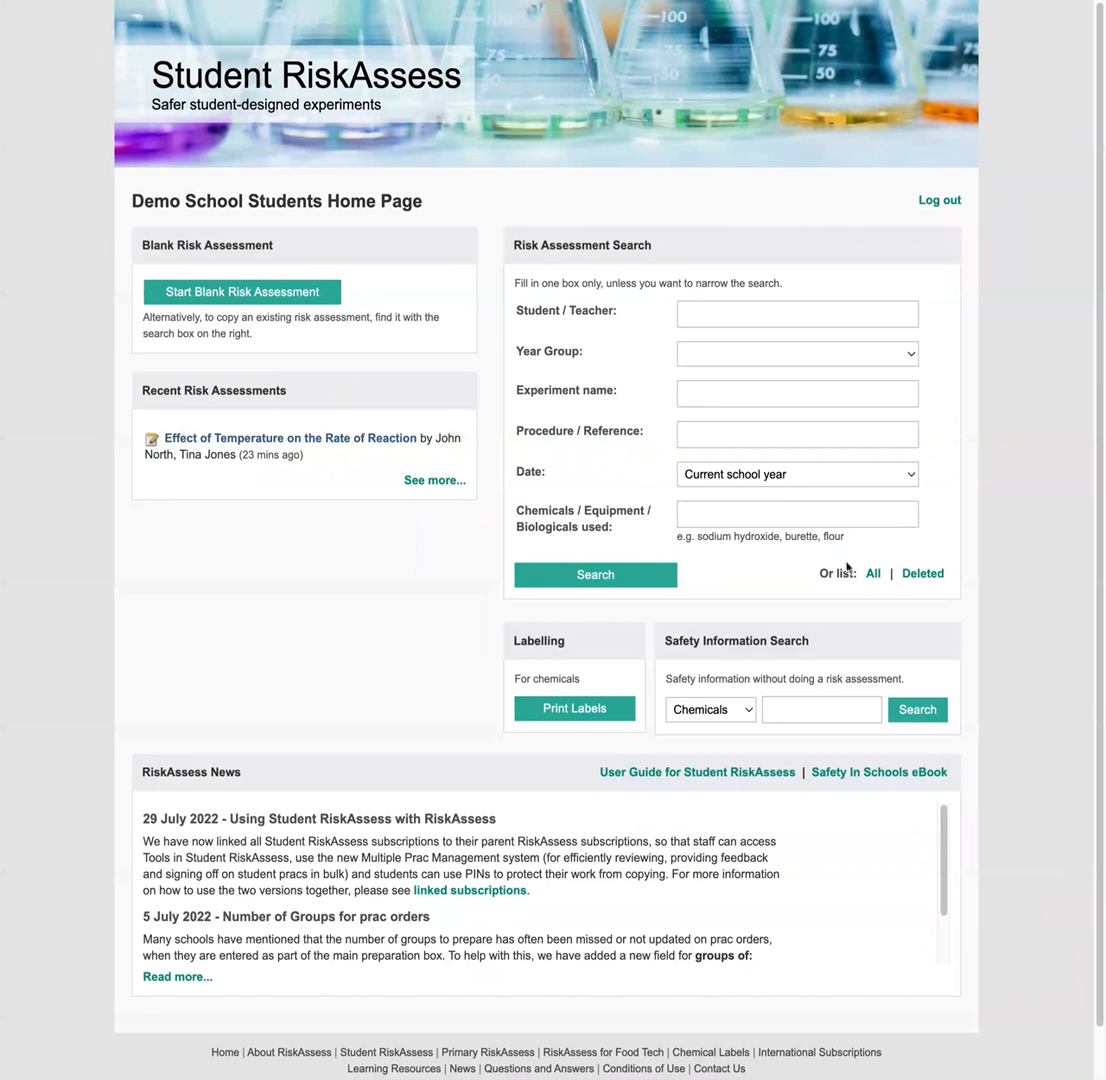 Student RiskAssess
Safer student-designed experiments
100
100
100
75
75
75
75
50
50
50
Demo School Students Home Page
Log out
Blank Risk Assessment
Start Blank Risk Assessment
Alternatively, to copy an existing risk assessment, find it with the
search box on the right.
Recent Risk Assessments
Effect of Temperature on the Rate of Reaction by John
North, Tina Jones (23 mins ago)
See more...
Risk Assessment Search
Fill in one box only, unless you want to narrow the search.
Student / Teacher:
Year Group:
Experiment name:
Procedure / Reference:
Date:
Current school year
Chemicals / Equipment /
Biologicals used:
e.g. sodium hydroxide, burette, flour
Search
Or list: All | Deleted
Labelling
For chemicals
Print Labels
Safety Information Search
Safety information without doing a risk assessment.
Chemicals
Search
RiskAssess News
User Guide for Student RiskAssess | Safety In Schools eBook
29 July 2022 - Using Student RiskAssess with RiskAssess
We have now linked all Student RiskAssess subscriptions to their parent RiskAssess subscriptions, so that staff can access
Tools in Student RiskAssess, use the new Multiple Prac Management system (for efficiently reviewing, providing feedback
and signing off on student pracs in bulk) and students can use PINs to protect their work from copying. For more information
on how to use the two versions together, please see linked subscriptions.
5 July 2022 - Number of Groups for prac orders
Many schools have mentioned that the number of groups to prepare has often been missed or not updated on prac orders,
when they are entered as part of the main preparation box. To help with this, we have added a new field for groups of:
Read more...
Home | About RiskAssess | Student RiskAssess | Primary RiskAssess | RiskAssess for Food Tech | Chemical Labels | International Subscriptions
Learning Resources | News | Questions and Answers | Conditions of Use | Contact Us